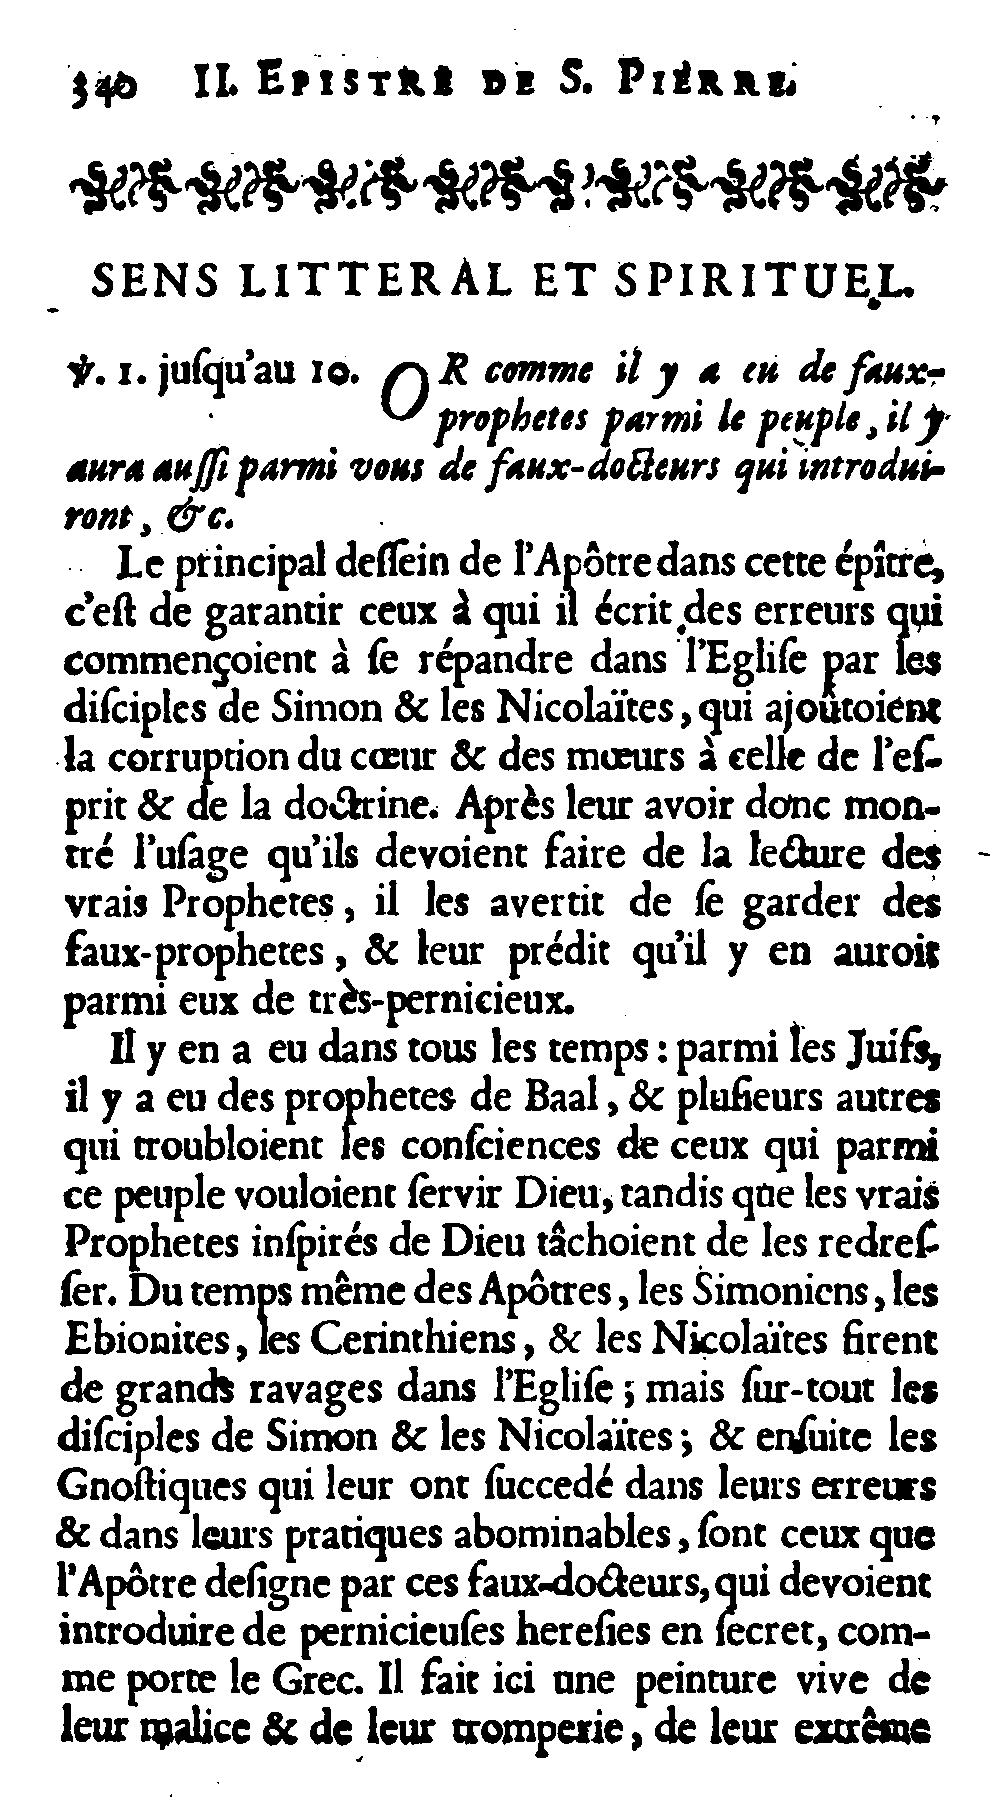 340 II. EPISTRE DE S. PIERRE.
SENS LITTERAL ET SPIRITUEL.
℣. 1. juſqu'au 10. OR comme il y a eu de faux-
prophetes parmi le peuple, il y
aura auſſi parmi vous de faux-docteurs qui introdui-
ront, &c.
Le principal deſſein de l'Apôtre dans cette épître,
c'eſt de garantir ceux à qui il écrit des erreurs qui
commençoient à ſe répandre dans l'Egliſe par les
diſciples de Simon & les Nicolaïtes, qui ajoûtoient
la corruption du cœur & des mœurs à celle de l'eſ-
prit & de la doctrine. Après leur avoir donc mon-
tré l'uſage qu'ils devoient faire de la lecture des
vrais Prophetes, il les avertit de ſe garder des
faux-prophetes, & leur prédit qu'il y en auroit
parmi eux de très-pernicieux.
Il y en a eu dans tous les temps : parmi les Juifs,
il y a eu des prophetes de Baal, & pluſieurs autres
qui troubloient les conſciences de ceux qui parmi
ce peuple vouloient ſervir Dieu, tandis que les vrais
Prophetes inſpirés de Dieu tâchoient de les redreſ-
ſer. Du temps même des Apôtres, les Simoniens, les
Ebionites, les Cerinthiens, & les Nicolaïtes firent
de grands ravages dans l'Egliſe ; mais ſur-tout les
diſciples de Simon & les Nicolaïtes ; & enſuite les
Gnoſtiques qui leur ont ſuccedé dans leurs erreurs
& dans leurs pratiques abominables, ſont ceux que
l'Apôtre deſigne par ces faux-docteurs, qui devoient
introduire de pernicieuſes hereſies en ſecret, com-
me porte le Grec. Il fait ici une peinture vive de
leur malice & de leur tromperie, de leur extrême